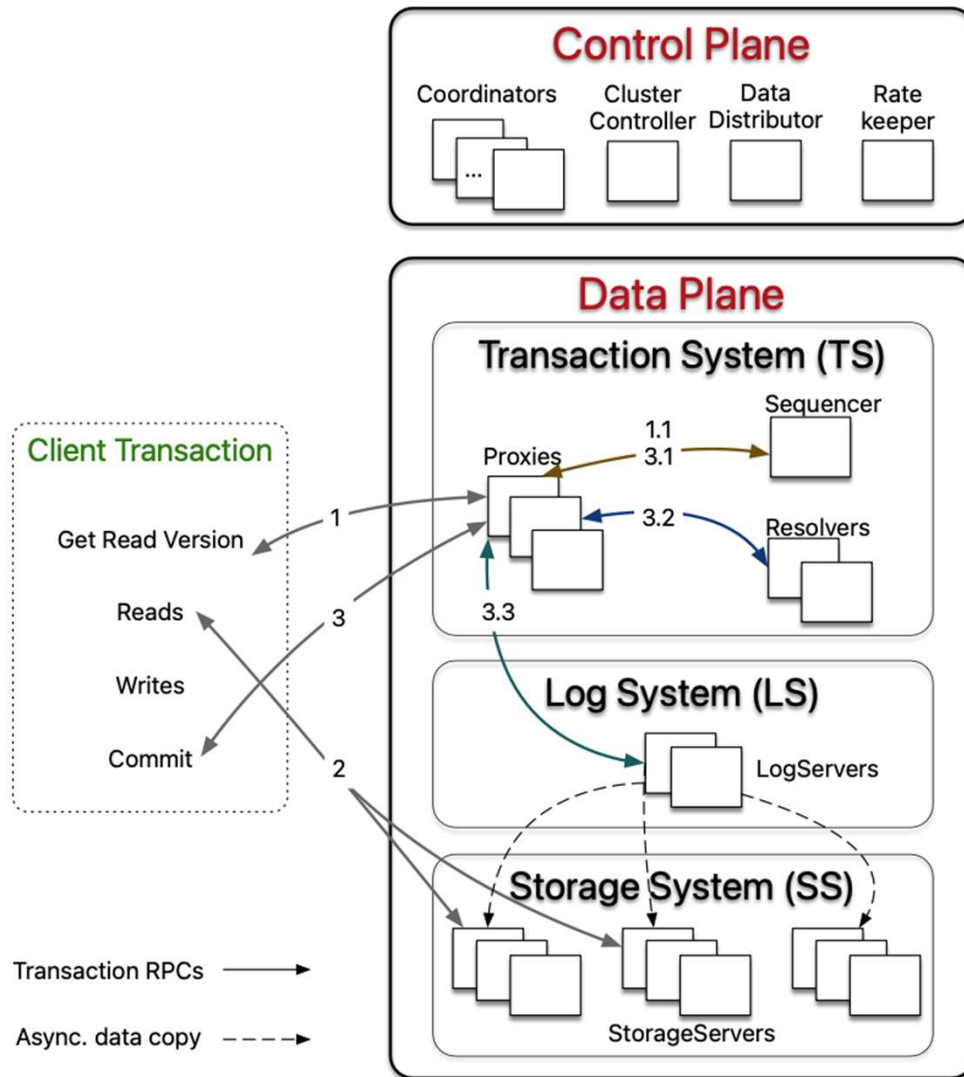 Control Plane
Coordinators
Cluster
Controller
Data
Distributor
Rate
keeper
...
Data Plane
Transaction System (TS)
Sequencer
1.1
3.1
Proxies
3.2
Resolvers
3.3
Client Transaction
Get Read Version
1
Reads
3
Writes
Commit
2
Log System (LS)
LogServers
Storage System (SS)
StorageServers
Transaction RPCs
Async. data copy